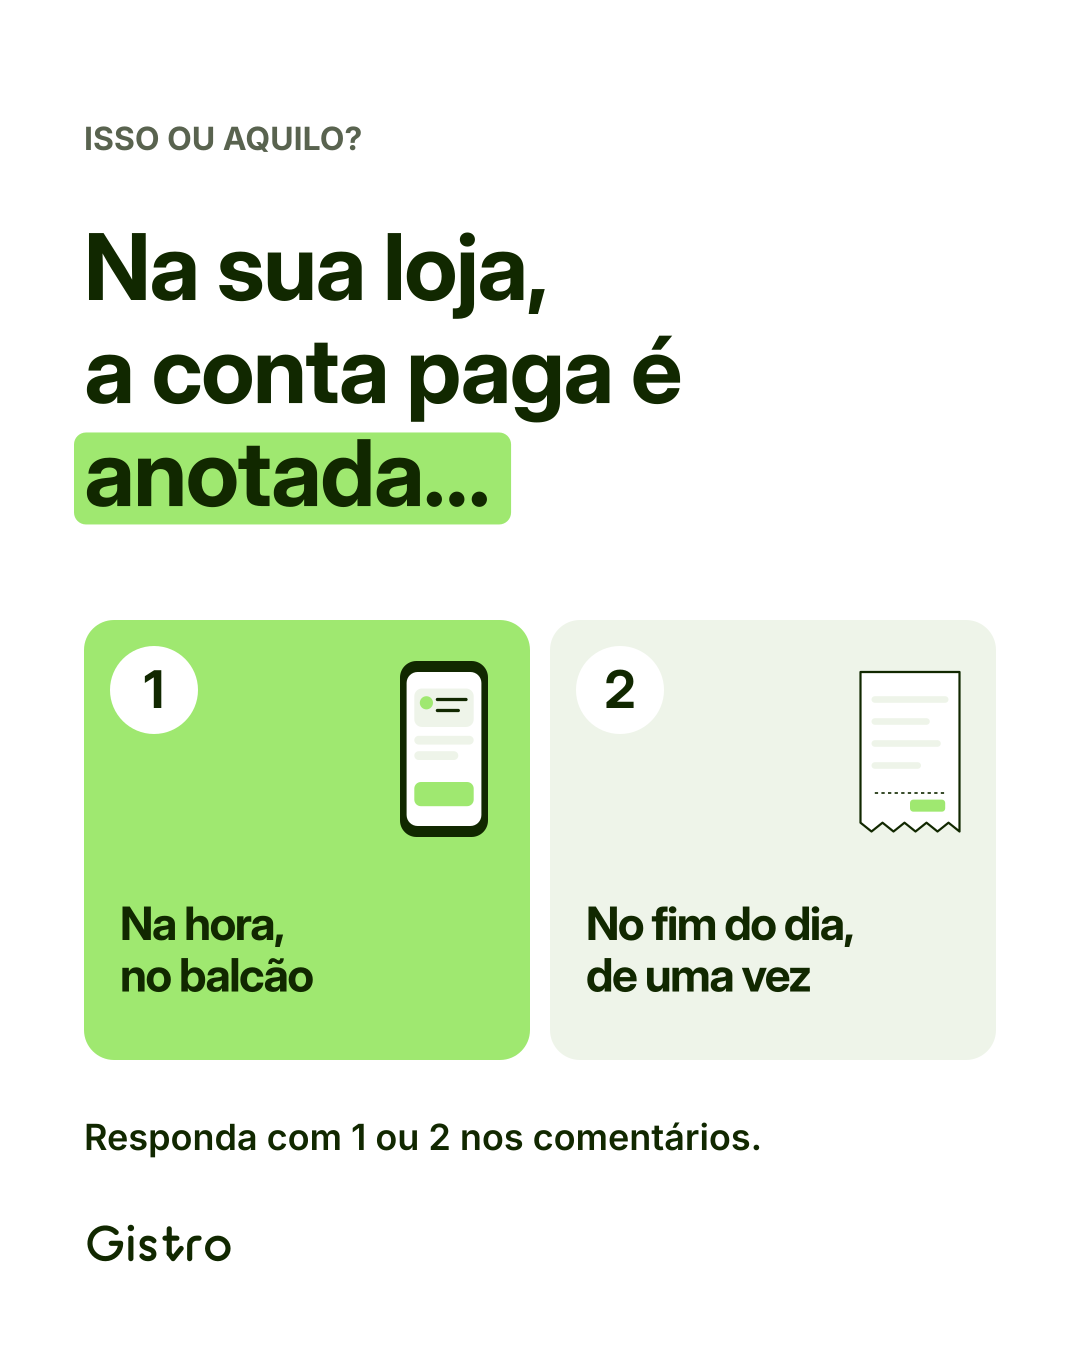 ISSO OU AQUILO?
Na sua loja,
a conta paga é
anotada...
1
2
Na hora,
no balcão
No fim do dia,
de uma vez
Responda com 1 ou 2 nos comentários.
Gistro